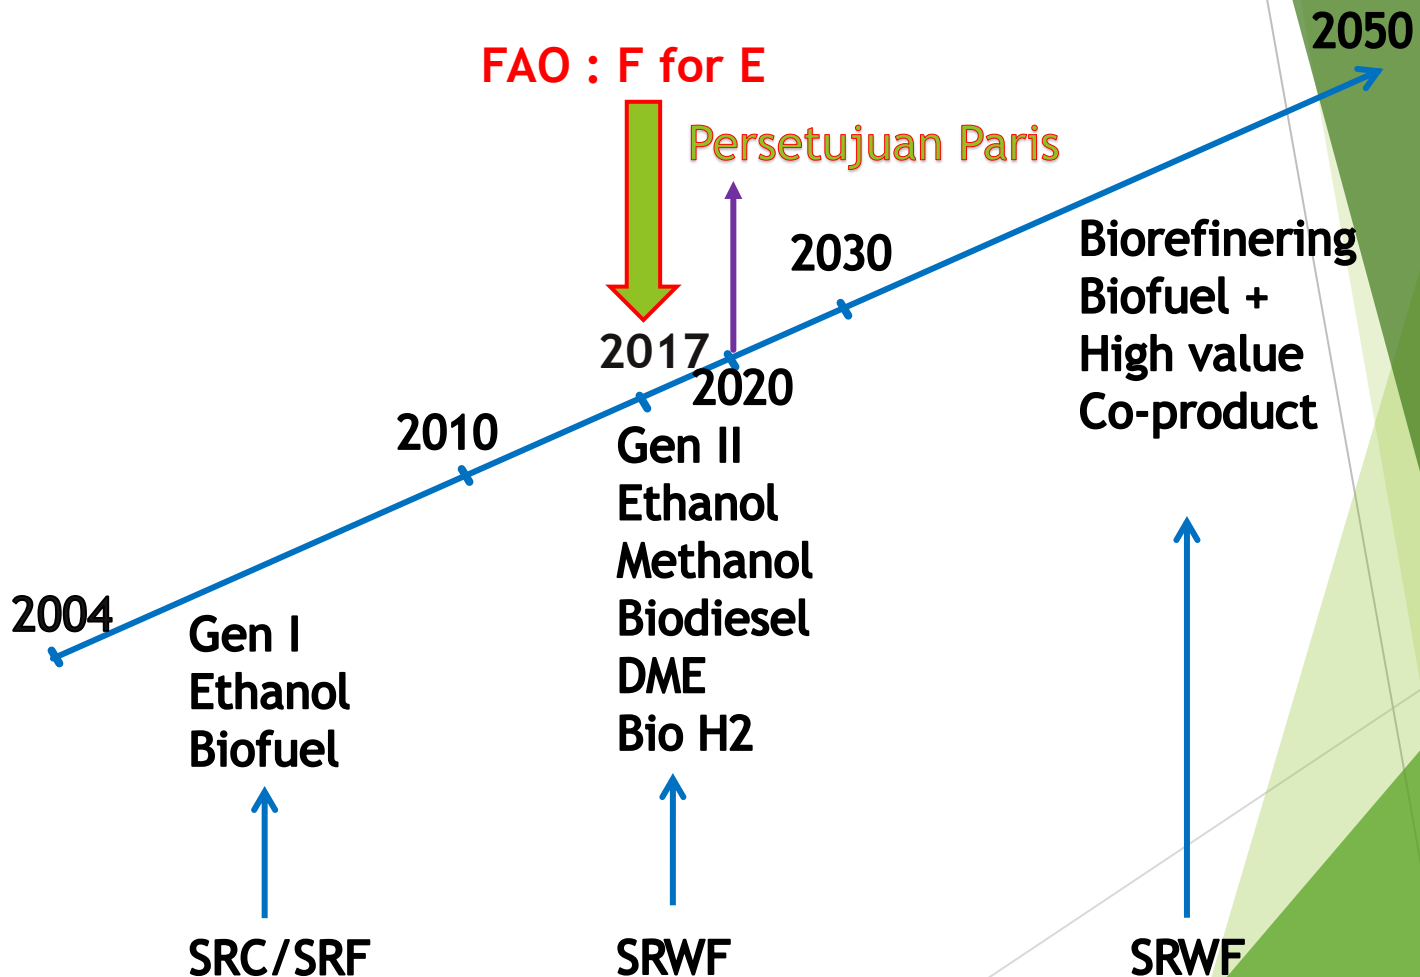 2050
FAO : F for E
Persetujuan Paris
2030
2017
2020
2010
2004
Biorefinering
Biofuel +
High value
Co-product
Gen II
Ethanol
Methanol
Biodiesel
DME
Bio H2
Gen I
Ethanol
Biofuel
SRC/SRF
SRWF
SRWF